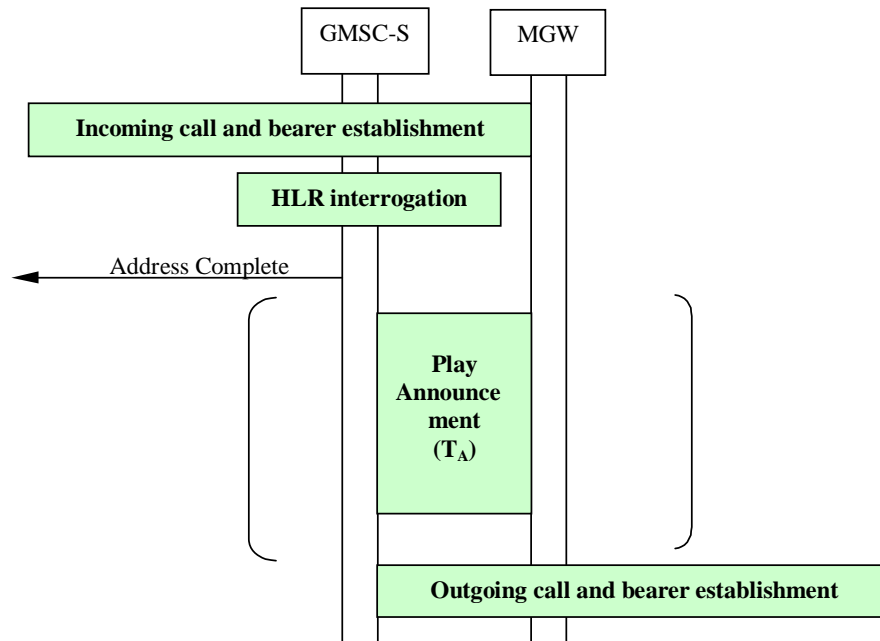 GMSC-S
MGW
Incoming call and bearer establishment
HLR interrogation
Address Complete
Play
Announce
ment
(TA)
Outgoing call and bearer establishment